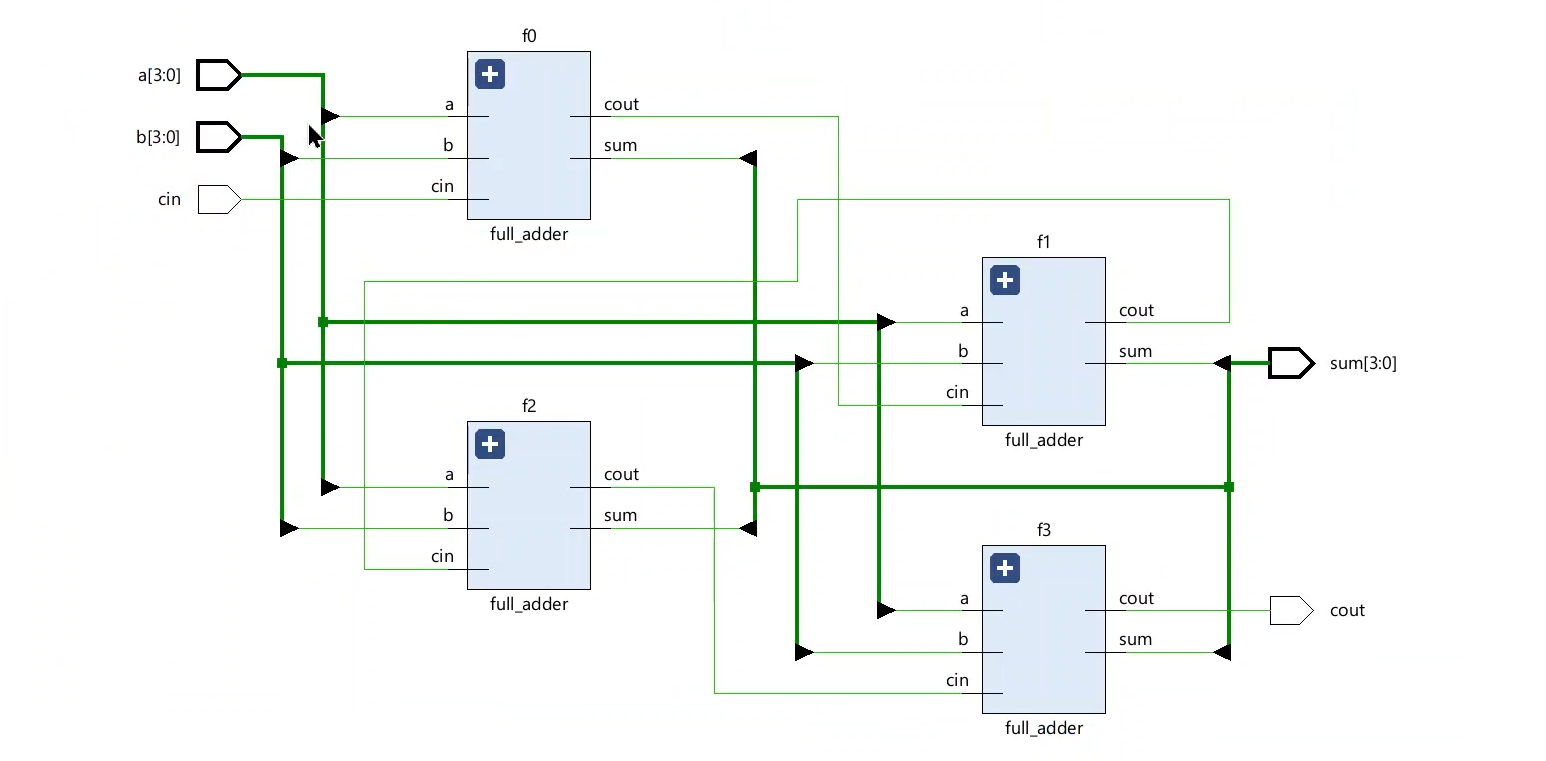 f0
a[3:0]
a
cout
b[3:0]
b
sum
cin
cin
full_adder
f1
a
cout
b
sum
sum[3:0]
cin
full_adder
f2
a
cout
b
sum
cin
full_adder
f3
a
cout
cout
b
sum
cin
full_adder